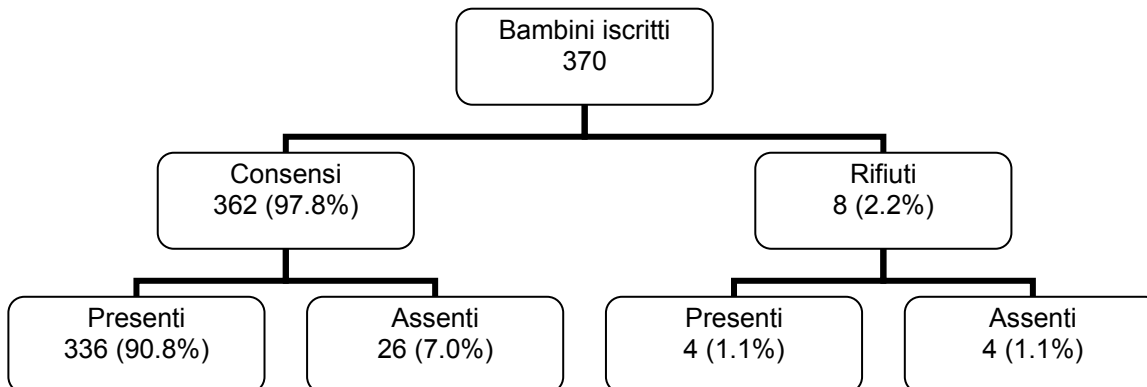 Bambini iscritti
370
Consensi
362 (97.8%)
Rifiuti
8 (2.2%)
Presenti
336 (90.8%)
Assenti
26 (7.0%)
Presenti
4 (1.1%)
Assenti
4 (1.1%)